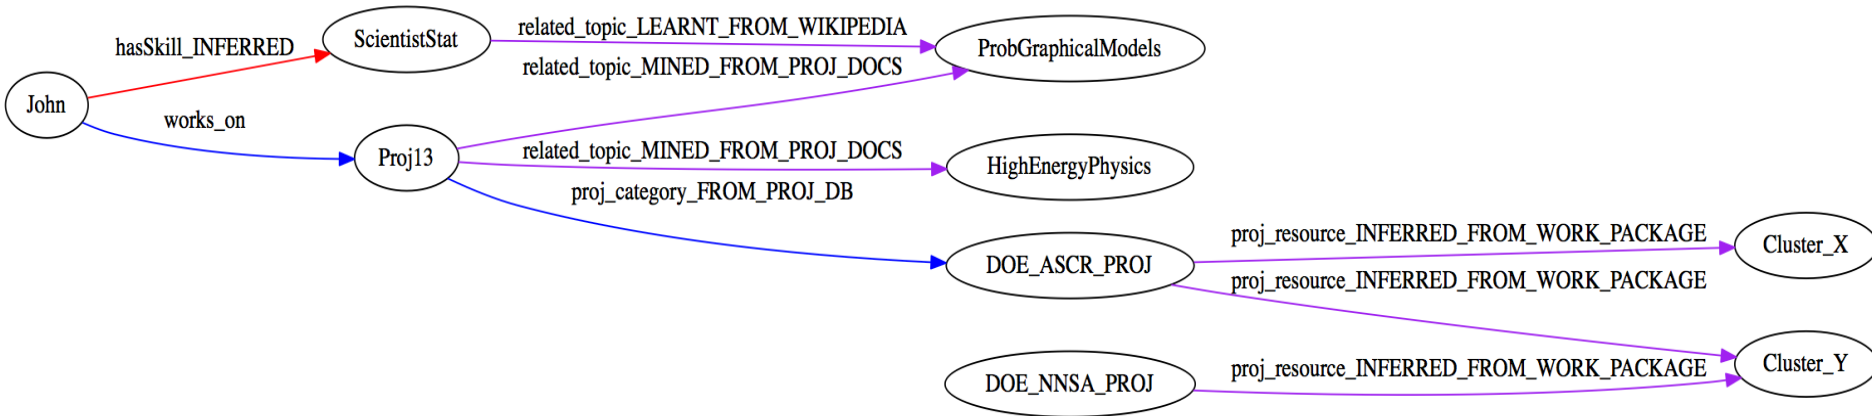 hasSkill_INFERRED
ScientistStat
related_topic_LEARNT_FROM_WIKIPEDIA
ProbGraphicalModels
related_topic_MINED_FROM_PROJ_DOCS
John
works_on
Proj13
related_topic_MINED_FROM_PROJ_DOCS
HighEnergyPhysics
proj_category_FROM_PROJ_DB
DOE_ASCR_PROJ
proj_resource_INFERRED_FROM_WORK_PACKAGE
Cluster_X
proj_resource_INFERRED_FROM_WORK_PACKAGE
DOE_NNSA_PROJ
proj_resource_INFERRED_FROM_WORK_PACKAGE
Cluster_Y